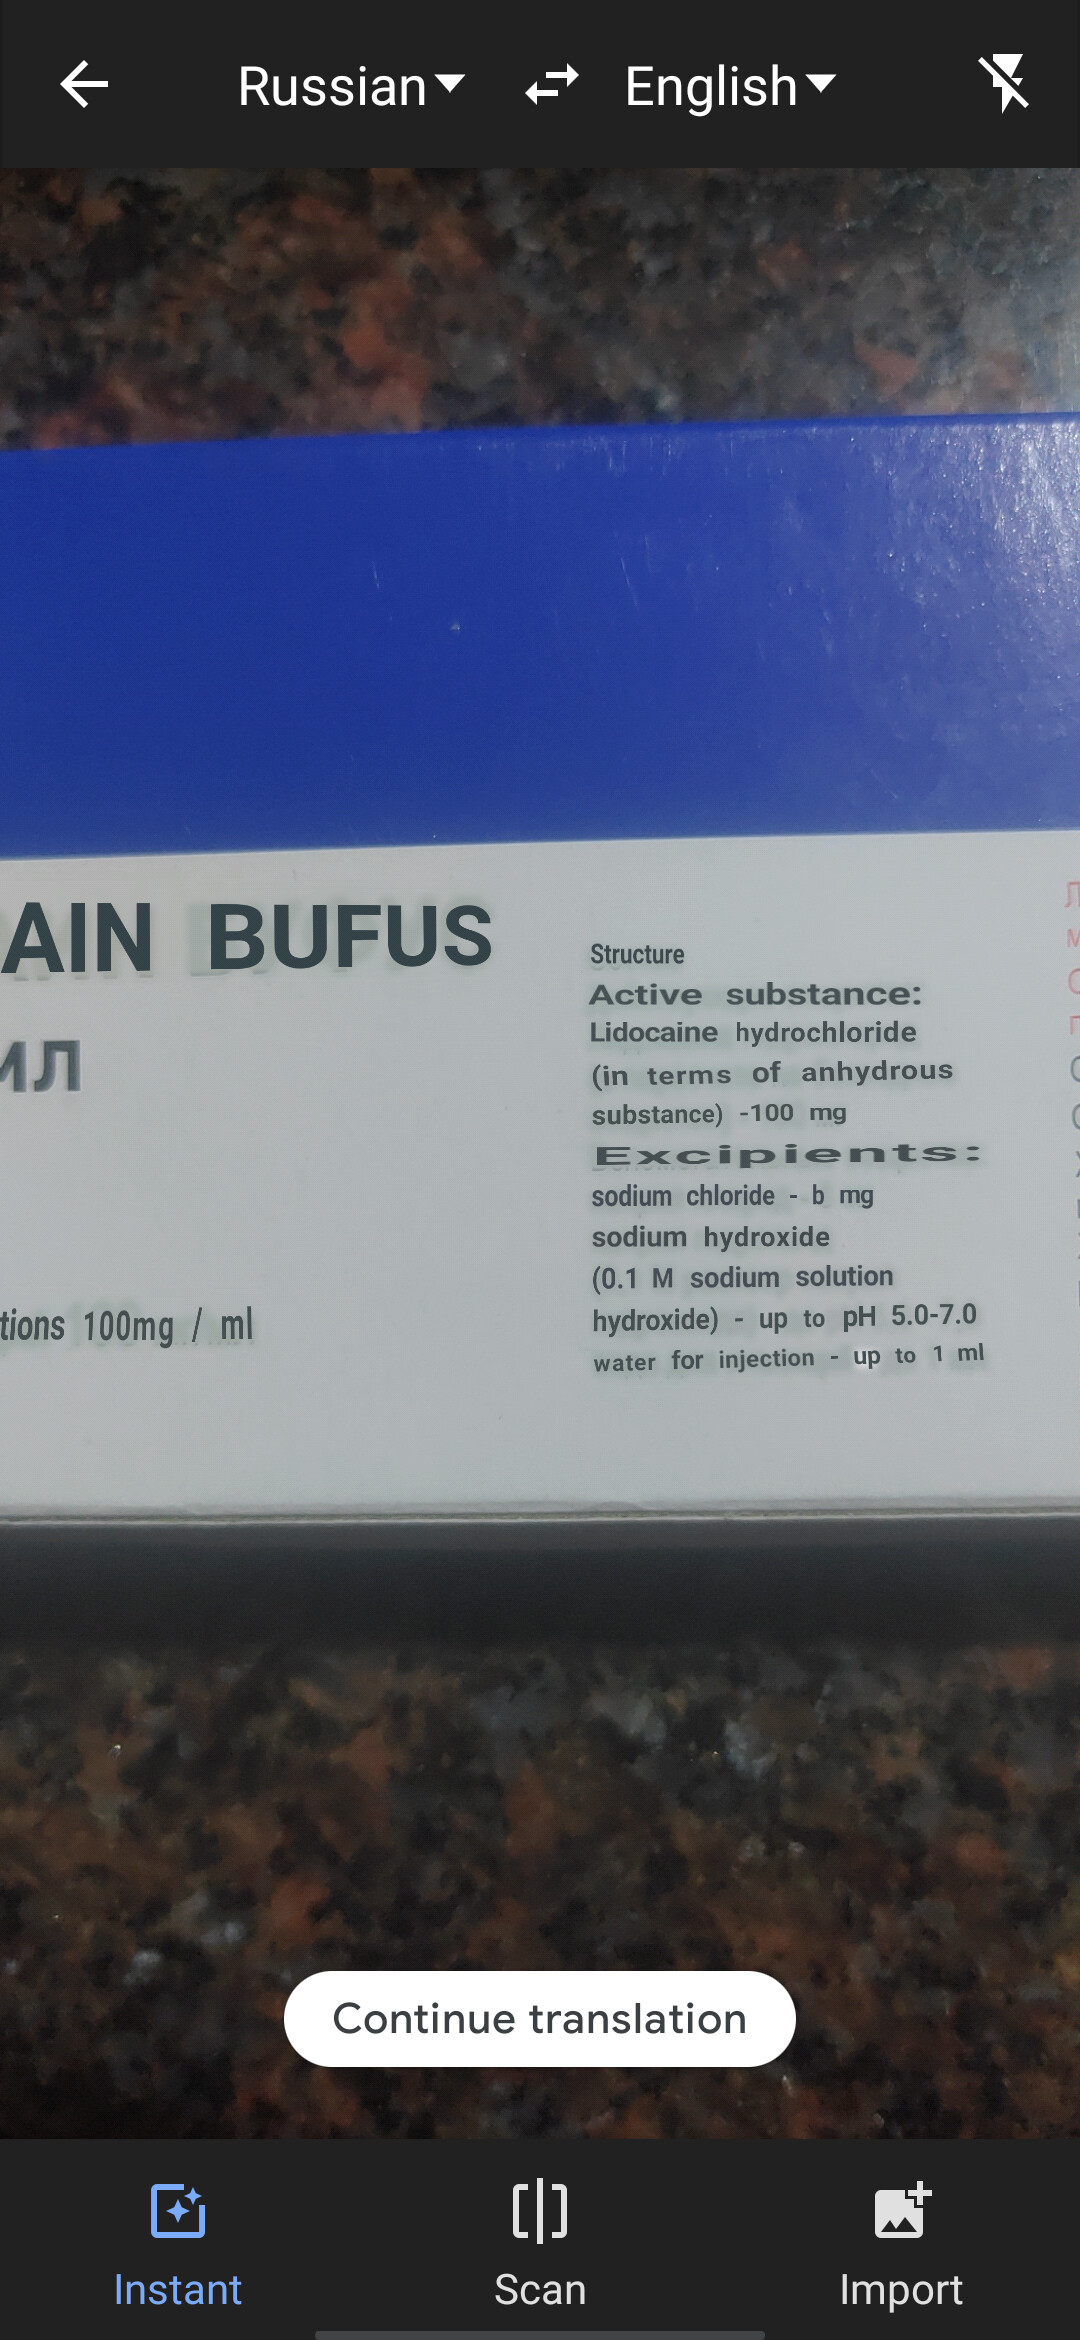 Russian English
AIN BUFUS
мл
tions 100mg / ml
Structure
Active substance:
Lidocaine hydrochloride
(in terms of anhydrous
substance) -100 mg
Excipients:
sodium chloride - b mg
sodium hydroxide
(0.1 M sodium solution
hydroxide) - up to pH 5.0-7.0
water for injection - up to 1 ml
Continue translation
Instant Scan Import